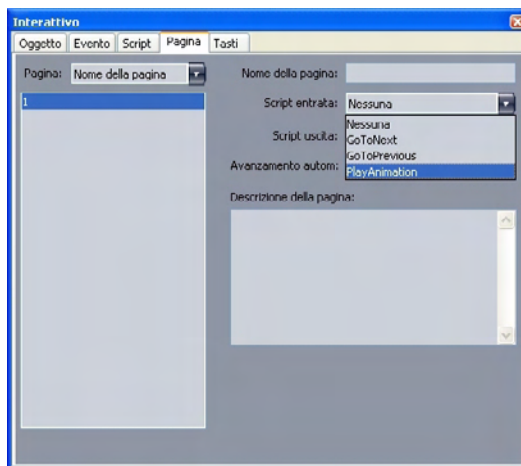 Interattivo
Oggetto Evento Script Pagina Tasti
Pagina: Nome della pagina
1
Nome della pagina:
Script entrata: Nessuna
Nessuna
GoToNext
GoToPrevious
PlayAnimation
Script uscita:
Avanzamento autom:
Descrizione della pagina: